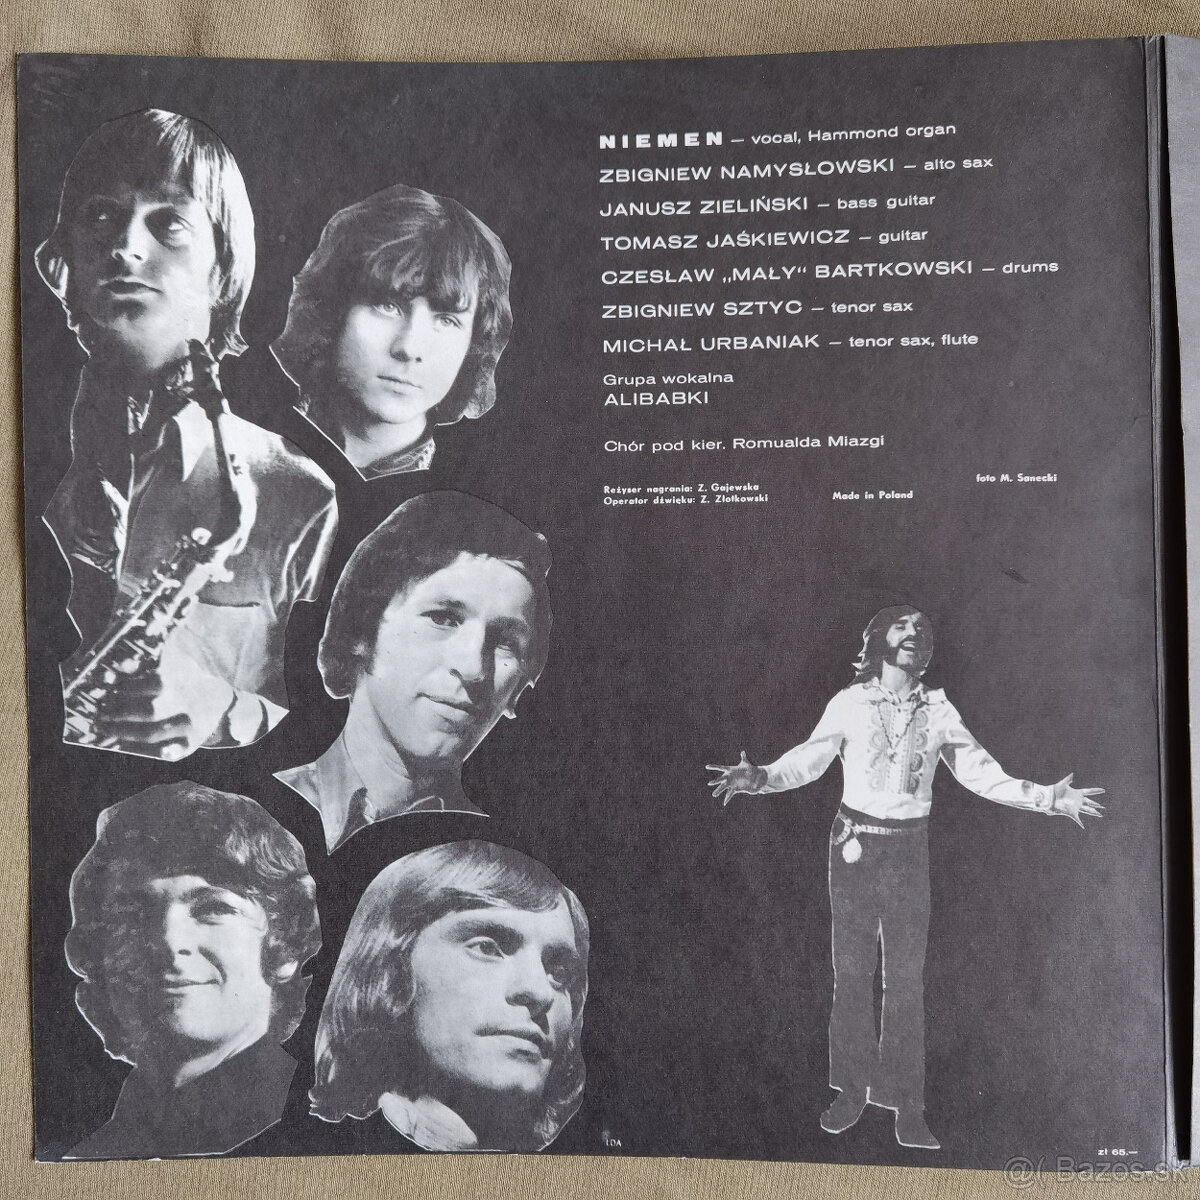 NIEMEN – vocal, Hammond organ
ZBIGNIEW NAMYSŁOWSKI – alto sax
JANUSZ ZIELIŃSKI – bass guitar
TOMASZ JAŚKIEWICZ – guitar
CZESŁAW „MAŁY“ BARTKOWSKI – drums
ZBIGNIEW SZTYC – tenor sax
MICHAŁ URBANIAK – tenor sax, flute
Grupa wokalna
ALIBABKI
Chór pod kier. Romualda Miazgi
foto M. Sanecki
Reżyser nagrania: Z. Gajewska
Operator dźwięku: Z. Złotkowski
Made in Poland
zł 65.—
@( Bazos.sk